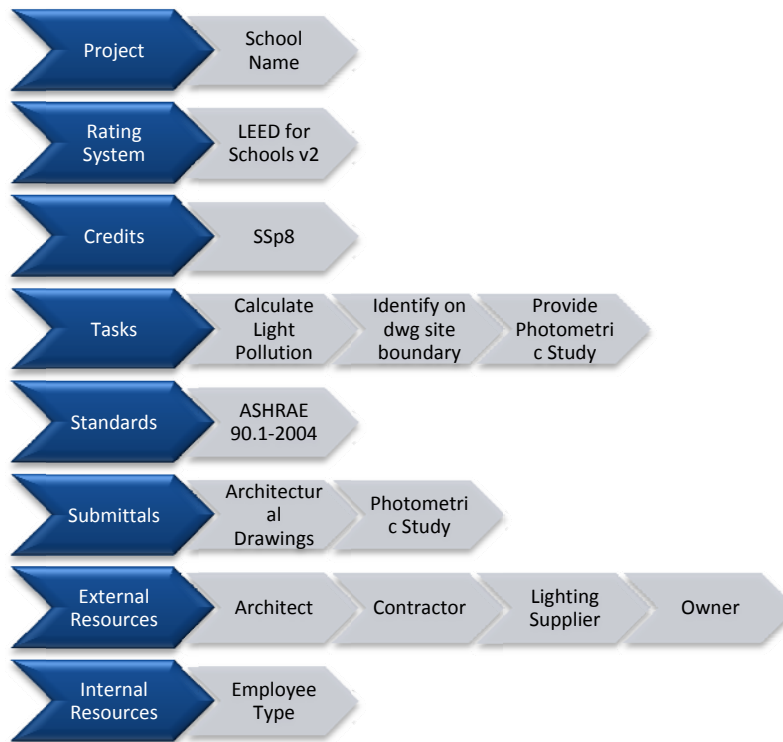 Project
School
Name
Rating
System
LEED for
Schools v2
Credits
SSp8
Tasks
Calculate
Light
Pollution
Identify on
dwg site
boundary
Provide
Photometri
c Study
Standards
ASHRAE
90.1-2004
Submittals
Architectur
al
Drawings
Photometri
c Study
External
Resources
Architect
Contractor
Lighting
Supplier
Owner
Internal
Resources
Employee
Type